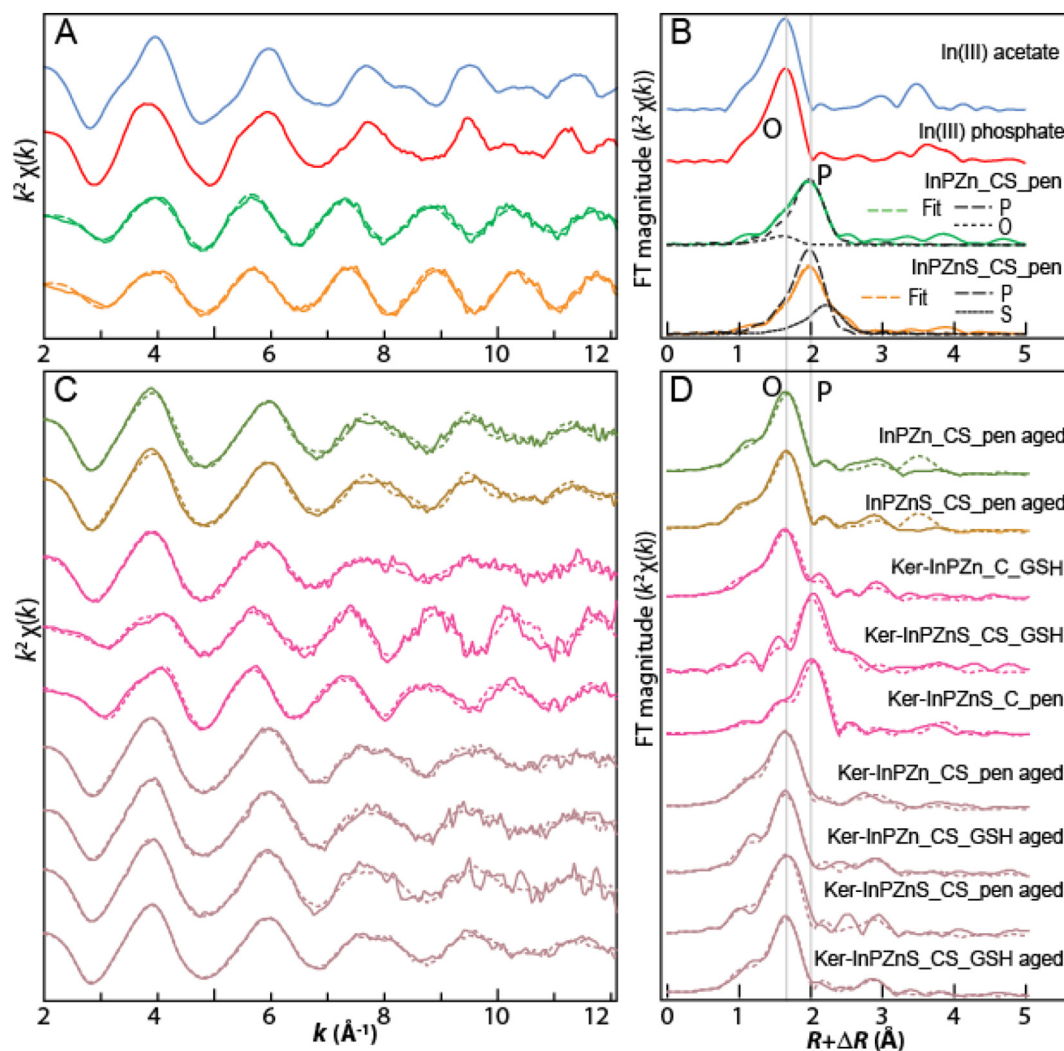 A
k² χ(k)
2 4 6 8 10 12
B
FT magnitude (k²χ(k))
In(III) acetate
In(III) phosphate
O
P
InPZn_CS_pen
Fit P
O
InPZnS_CS_pen
Fit P
S
0 1 2 3 4 5
C
k² χ(k)
2 4 6 8 10 12
k (Å⁻¹)
D
FT magnitude (k²χ(k))
O P
InPZn_CS_pen aged
InPZnS_CS_pen aged
Ker-InPZn_C_GSH
Ker-InPZnS_CS_GSH
Ker-InPZnS_C_pen
Ker-InPZn_CS_pen aged
Ker-InPZn_CS_GSH aged
Ker-InPZnS_CS_pen aged
Ker-InPZnS_CS_GSH aged
0 1 2 3 4 5
R+ΔR (Å)